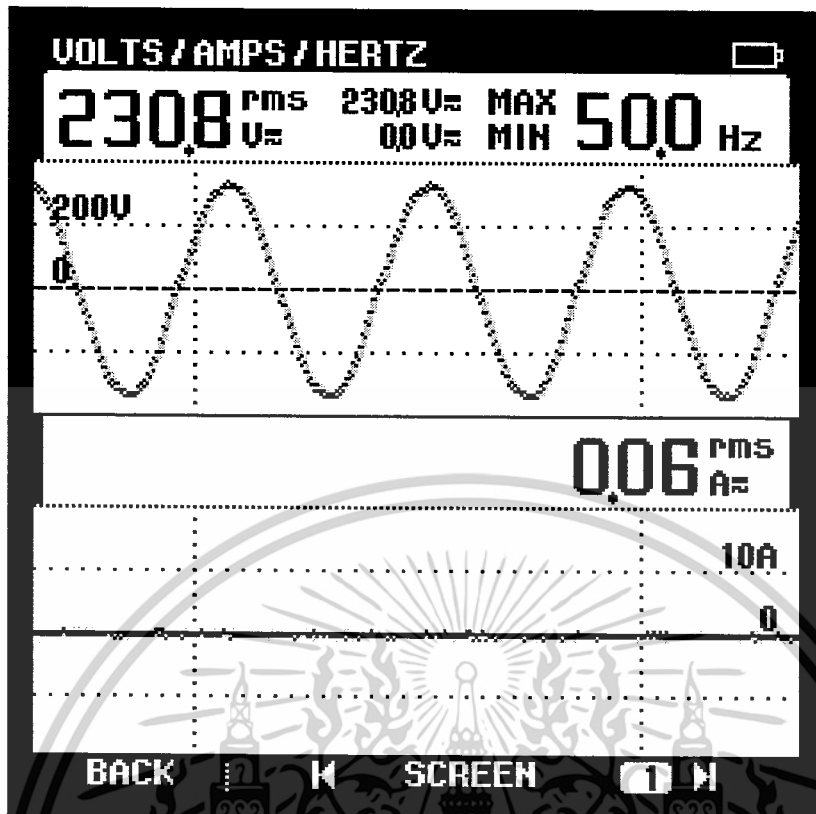 VOLTS / AMPS / HERTZ
230.8 rms V≂ 230.8 V≂ MAX 50.0 Hz
0.0 V≂ MIN
200V
0
0.06 rms A≂
10A
0
BACK SCREEN 1